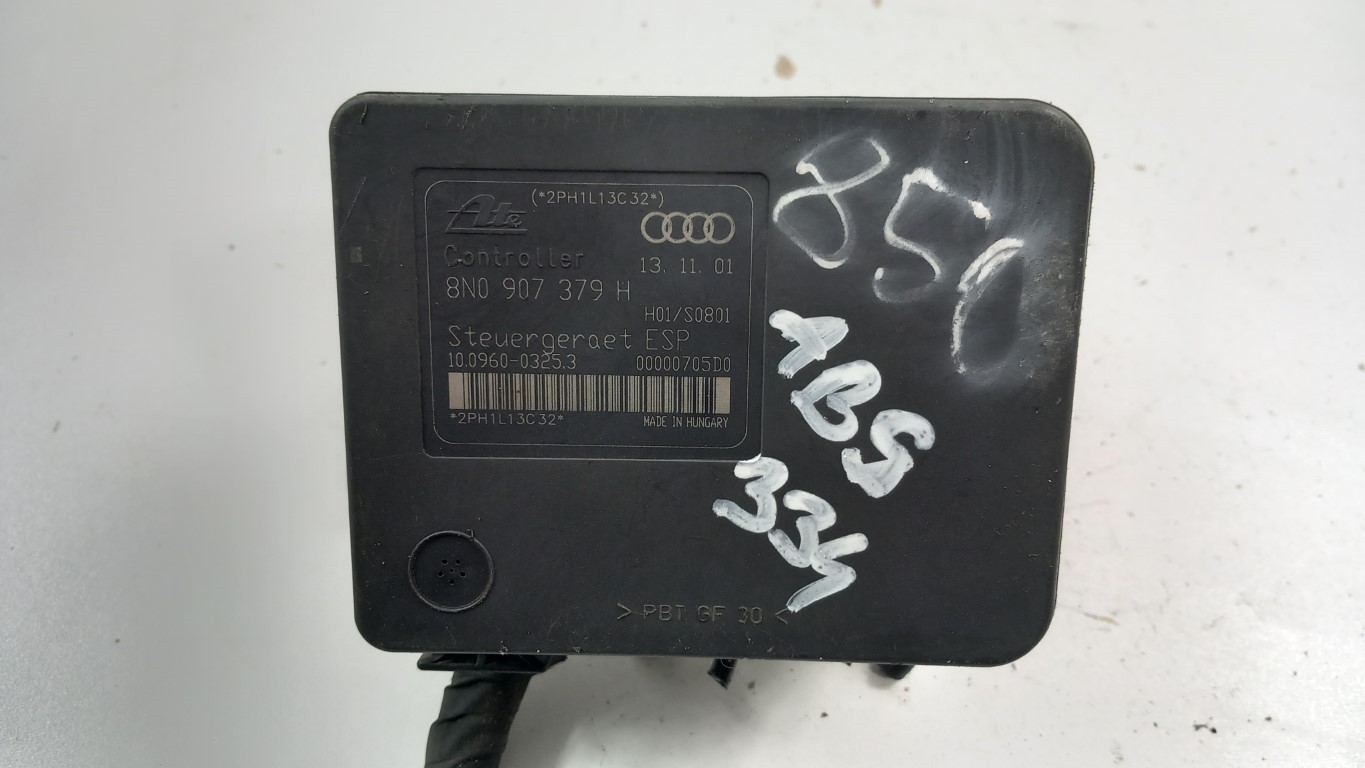 (*2PH1L13C32*)
Ate
Controller
13. 11. 01
8N0 907 379 H
H01/S0801
Steuergeraet ESP
10.0960-0325.3
00000705D0
*2PH1L13C32*
MADE IN HUNGARY
850
ABS
334
> PBT GF 30 <